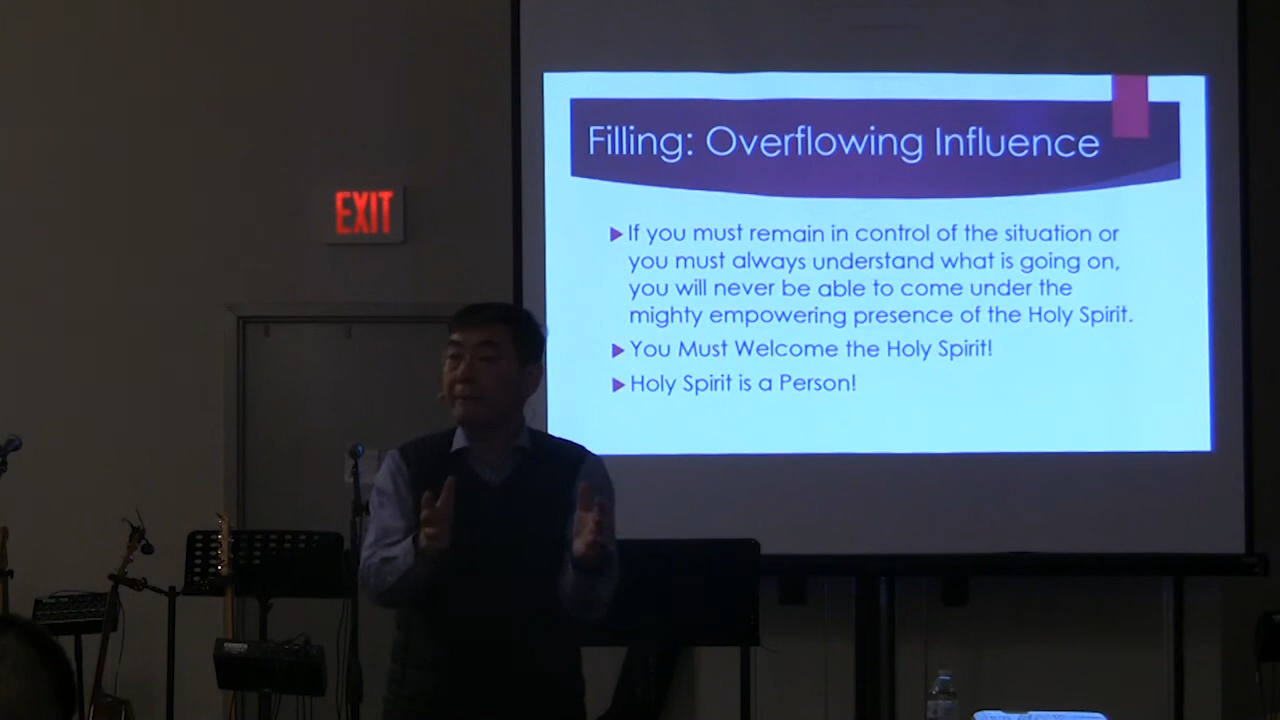 Filling: Overflowing Influence
EXIT
If you must remain in control of the situation or
you must always understand what is going on,
you will never be able to come under the
mighty empowering presence of the Holy Spirit.
You Must Welcome the Holy Spirit!
Holy Spirit is a Person!